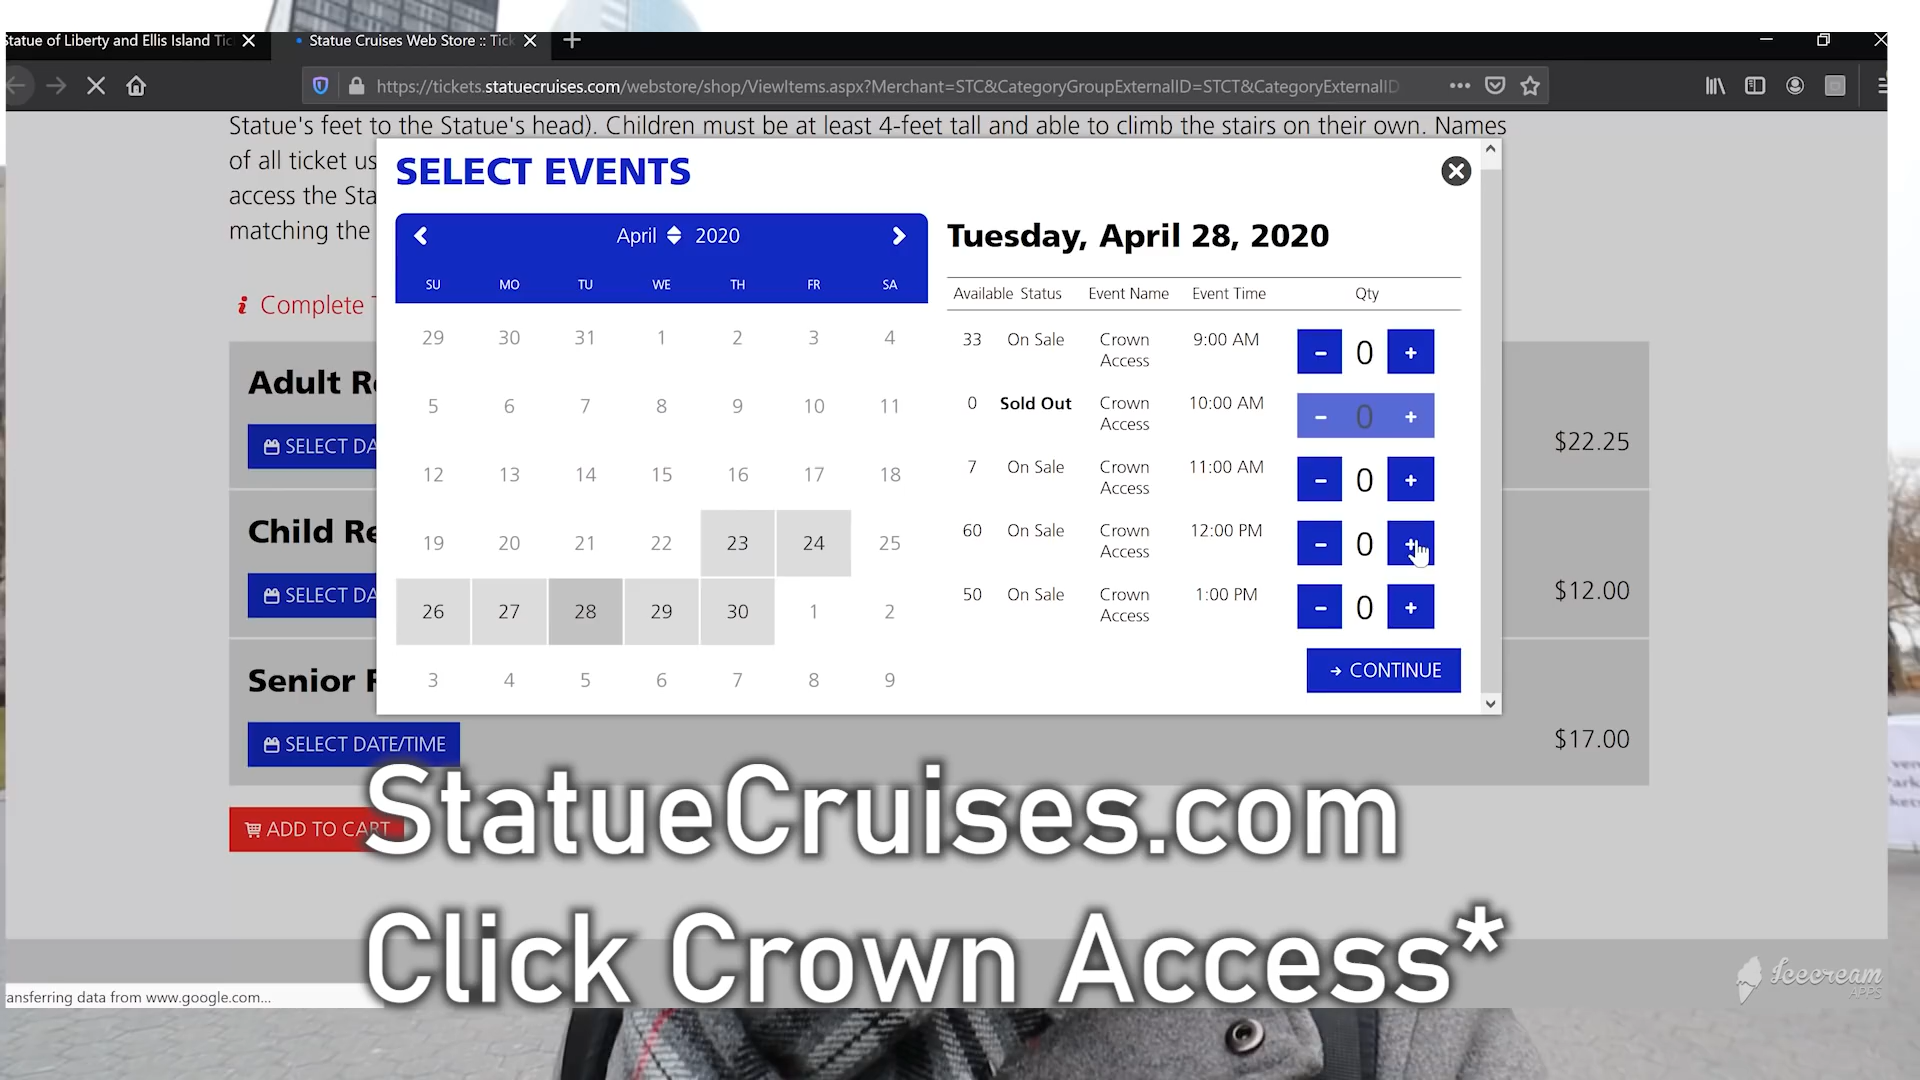 Statue of Liberty and Ellis Island Tic
Statue Cruises Web Store :: Tick
https://tickets.statuecruises.com/webstore/shop/ViewItems.aspx?Merchant=STC&CategoryGroupExternalID=STCT&CategoryExternalID
Statue's feet to the Statue's head). Children must be at least 4-feet tall and able to climb the stairs on their own. Names
of all ticket us
access the Sta
matching the
SELECT EVENTS
April 2020
SU MO TU WE TH FR SA
29 30 31 1 2 3 4
5 6 7 8 9 10 11
12 13 14 15 16 17 18
19 20 21 22 23 24 25
26 27 28 29 30 1 2
3 4 5 6 7 8 9
Tuesday, April 28, 2020
Available Status Event Name Event Time Qty
33 On Sale Crown Access 9:00 AM - 0 +
0 Sold Out Crown Access 10:00 AM - 0 +
7 On Sale Crown Access 11:00 AM - 0 +
60 On Sale Crown Access 12:00 PM - 0 +
50 On Sale Crown Access 1:00 PM - 0 +
→ CONTINUE
i Complete
Adult Re
SELECT DA
$22.25
Child Re
SELECT DA
$12.00
Senior
SELECT DATE/TIME
$17.00
ADD TO CART
StatueCruises.com
Click Crown Access*
ansferring data from www.google.com...
Icecream
APPS